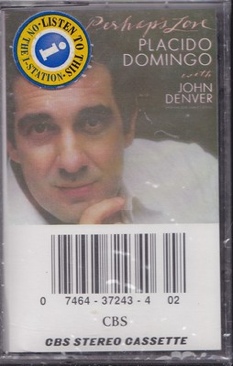 Perhaps Love
PLACIDO
DOMINGO
with
JOHN
DENVER
LISTEN TO THIS
ON THE I-STATION
i
0 7464-37243-4 02
CBS
CBS STEREO CASSETTE